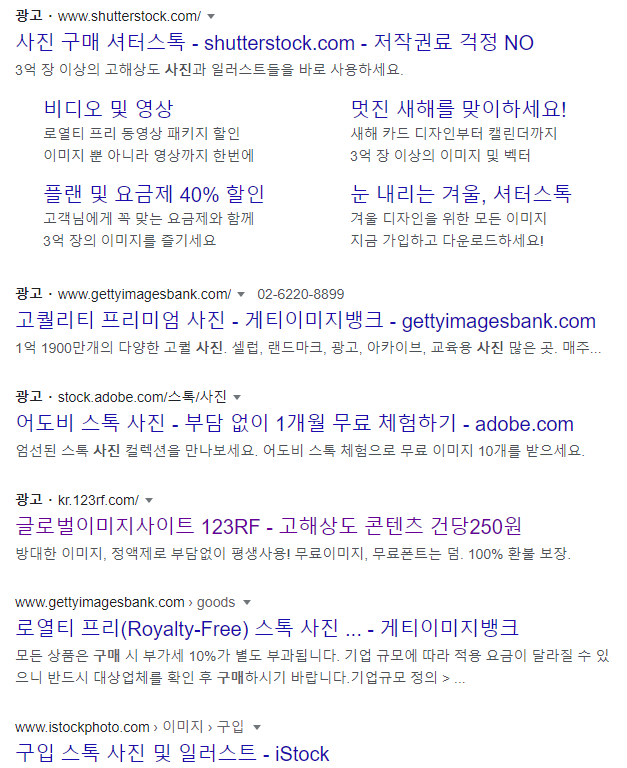 광고 · www.shutterstock.com/
사진 구매 셔터스톡 - shutterstock.com - 저작권료 걱정 NO
3억 장 이상의 고해상도 사진과 일러스트들을 바로 사용하세요.
비디오 및 영상
로열티 프리 동영상 패키지 할인
이미지 뿐 아니라 영상까지 한번에
멋진 새해를 맞이하세요!
새해 카드 디자인부터 캘린더까지
3억 장 이상의 이미지 및 벡터
플랜 및 요금제 40% 할인
고객님에게 꼭 맞는 요금제와 함께
3억 장의 이미지를 즐기세요
눈 내리는 겨울, 셔터스톡
겨울 디자인을 위한 모든 이미지
지금 가입하고 다운로드하세요!
광고 · www.gettyimagesbank.com/ 02-6220-8899
고퀄리티 프리미엄 사진 - 게티이미지뱅크 - gettyimagesbank.com
1억 1900만개의 다양한 고퀄 사진. 셀럽, 랜드마크, 광고, 아카이브, 교육용 사진 많은 곳. 매주...
광고 · stock.adobe.com/스톡/사진
어도비 스톡 사진 - 부담 없이 1개월 무료 체험하기 - adobe.com
엄선된 스톡 사진 컬렉션을 만나보세요. 어도비 스톡 체험으로 무료 이미지 10개를 받으세요.
광고 · kr.123rf.com/
글로벌이미지사이트 123RF - 고해상도 콘텐츠 건당250원
방대한 이미지, 정액제로 부담없이 평생사용! 무료이미지, 무료폰트는 덤. 100% 환불 보장.
www.gettyimagesbank.com › goods
로열티 프리(Royalty-Free) 스톡 사진 ... - 게티이미지뱅크
모든 상품은 구매 시 부가세 10%가 별도 부과됩니다. 기업 규모에 따라 적용 요금이 달라질 수 있
으니 반드시 대상업체를 확인 후 구매하시기 바랍니다.기업규모 정의 > ...
www.istockphoto.com › 이미지 › 구입
구입 스톡 사진 및 일러스트 - iStock